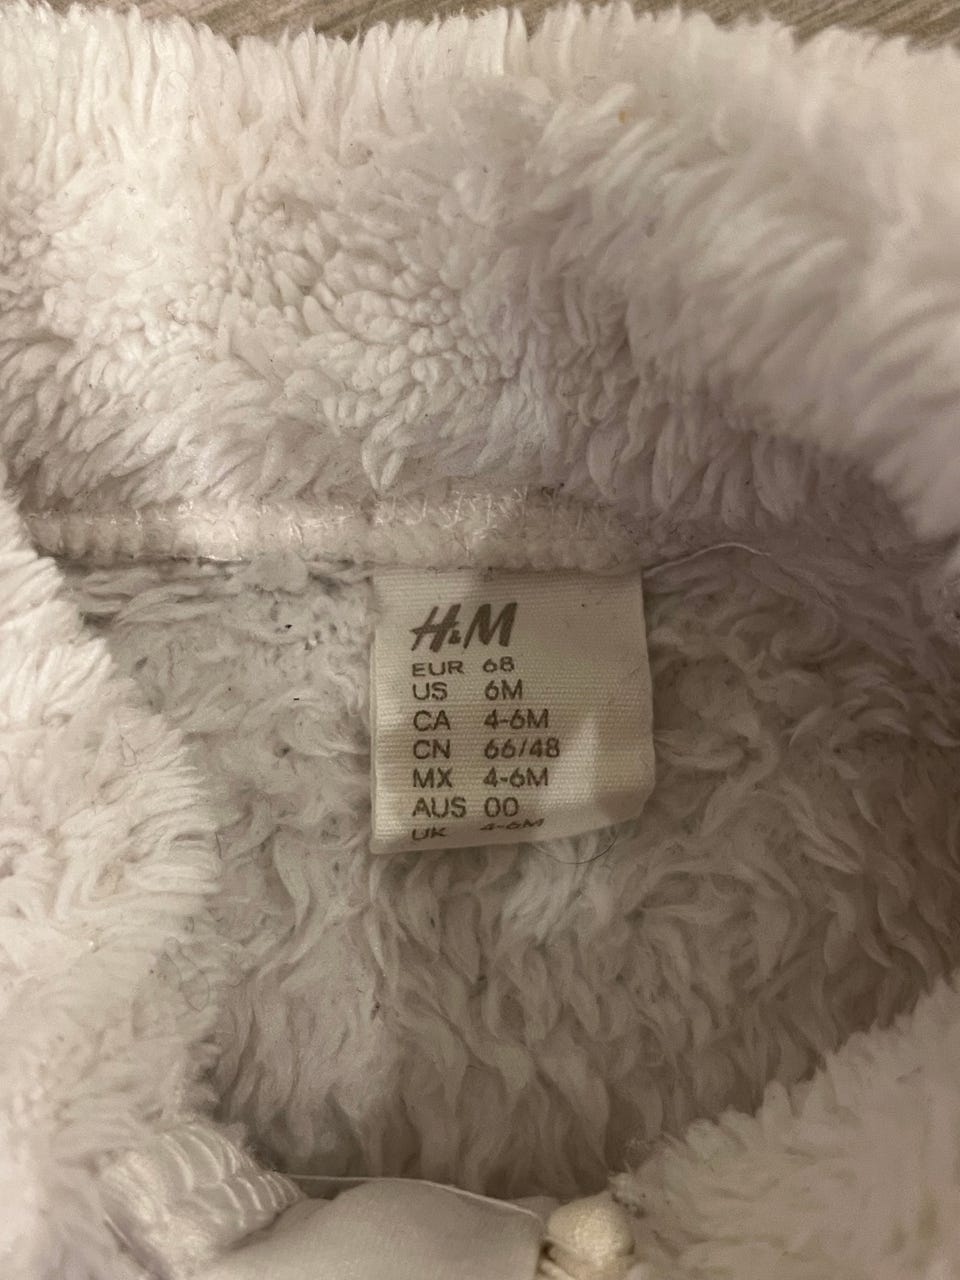 H&M
EUR 68
US 6M
CA 4-6M
CN 66/48
MX 4-6M
AUS 00
UK 4-6M